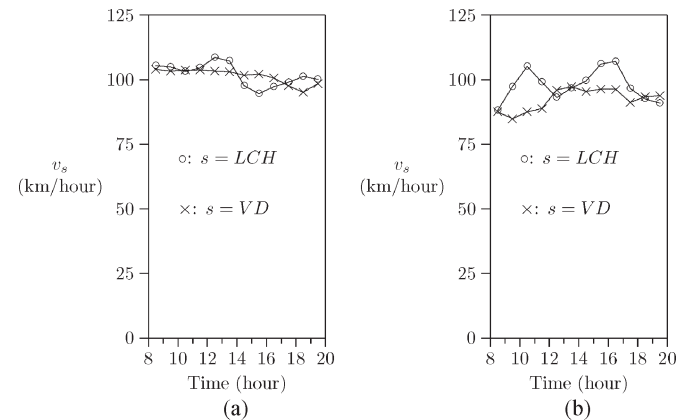 125
100
75
50
25
0
v_s
(km/hour)
○: s = LCH
×: s = VD
8 10 12 14 16 18 20
Time (hour)
(a)
125
100
75
50
25
0
v_s
(km/hour)
○: s = LCH
×: s = VD
8 10 12 14 16 18 20
Time (hour)
(b)